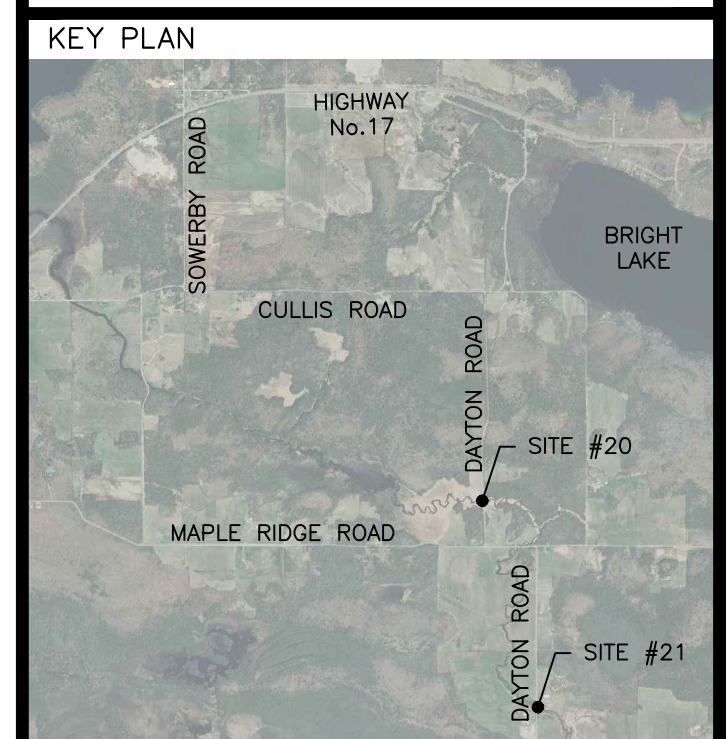 KEY PLAN
HIGHWAY
No.17
SOWERBY ROAD
BRIGHT
LAKE
CULLIS ROAD
DAYTON ROAD
SITE #20
MAPLE RIDGE ROAD
DAYTON ROAD
SITE #21